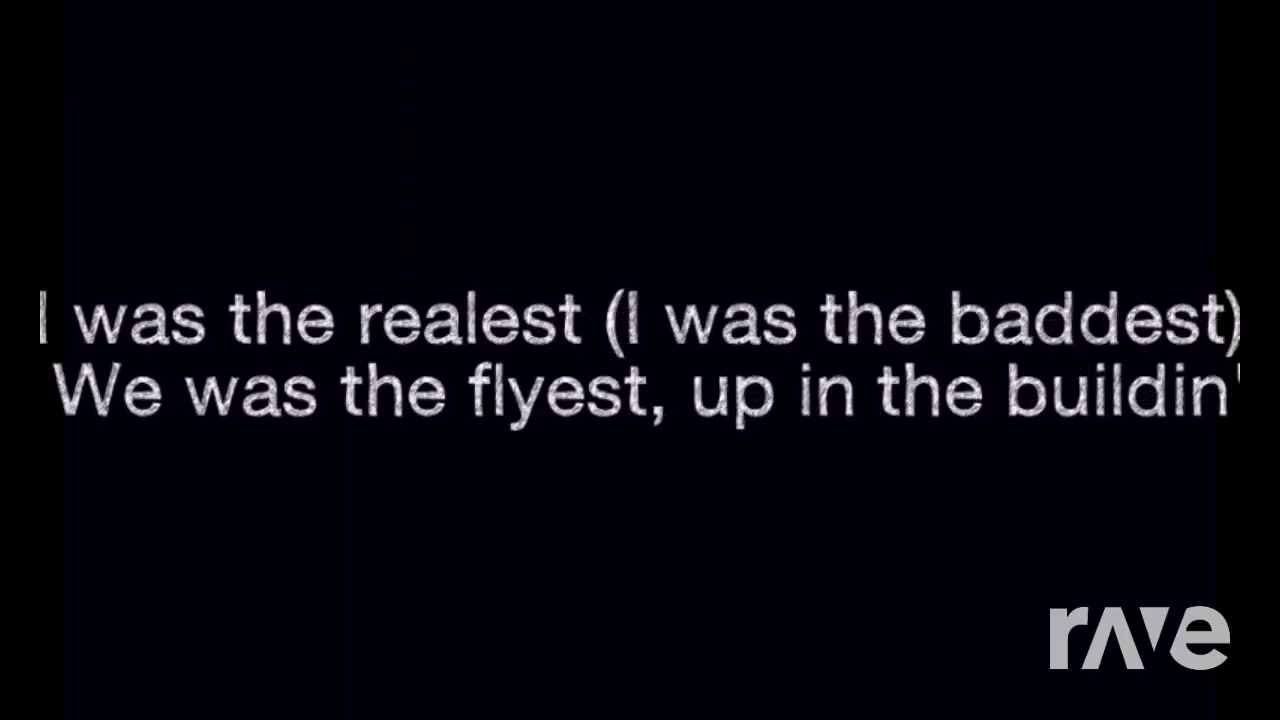 I was the realest (I was the baddest)
We was the flyest, up in the buildin'
rave